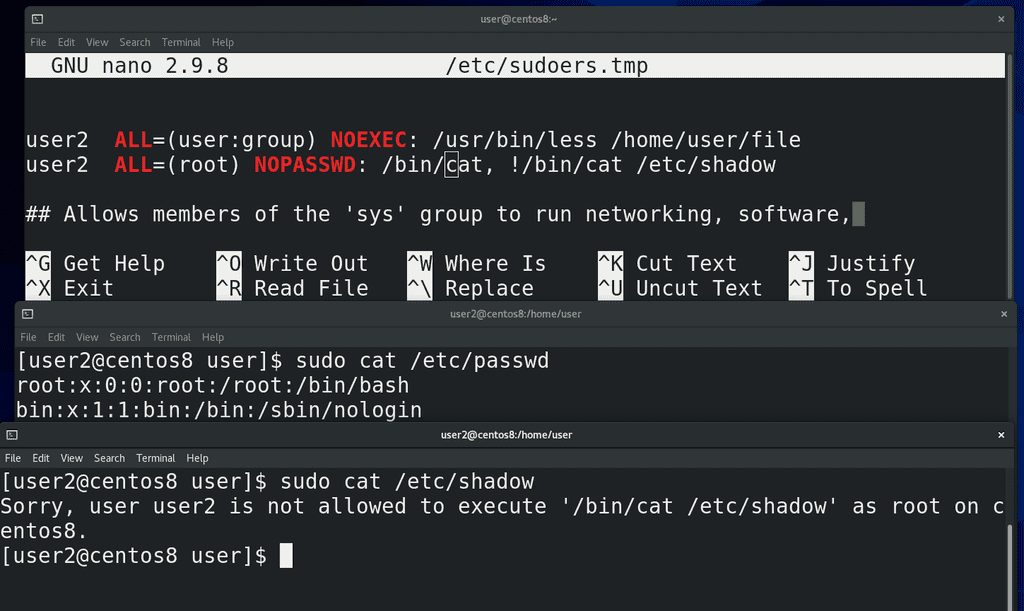 user@centos8:~
File Edit View Search Terminal Help
GNU nano 2.9.8 /etc/sudoers.tmp
user2 ALL=(user:group) NOEXEC: /usr/bin/less /home/user/file
user2 ALL=(root) NOPASSWD: /bin/cat, !/bin/cat /etc/shadow
## Allows members of the 'sys' group to run networking, software,
^G Get Help ^O Write Out ^W Where Is ^K Cut Text ^J Justify
^X Exit ^R Read File ^\ Replace ^U Uncut Text ^T To Spell
user2@centos8:/home/user
File Edit View Search Terminal Help
[user2@centos8 user]$ sudo cat /etc/passwd
root:x:0:0:root:/root:/bin/bash
bin:x:1:1:bin:/bin:/sbin/nologin
user2@centos8:/home/user
File Edit View Search Terminal Help
[user2@centos8 user]$ sudo cat /etc/shadow
Sorry, user user2 is not allowed to execute '/bin/cat /etc/shadow' as root on c
entos8.
[user2@centos8 user]$